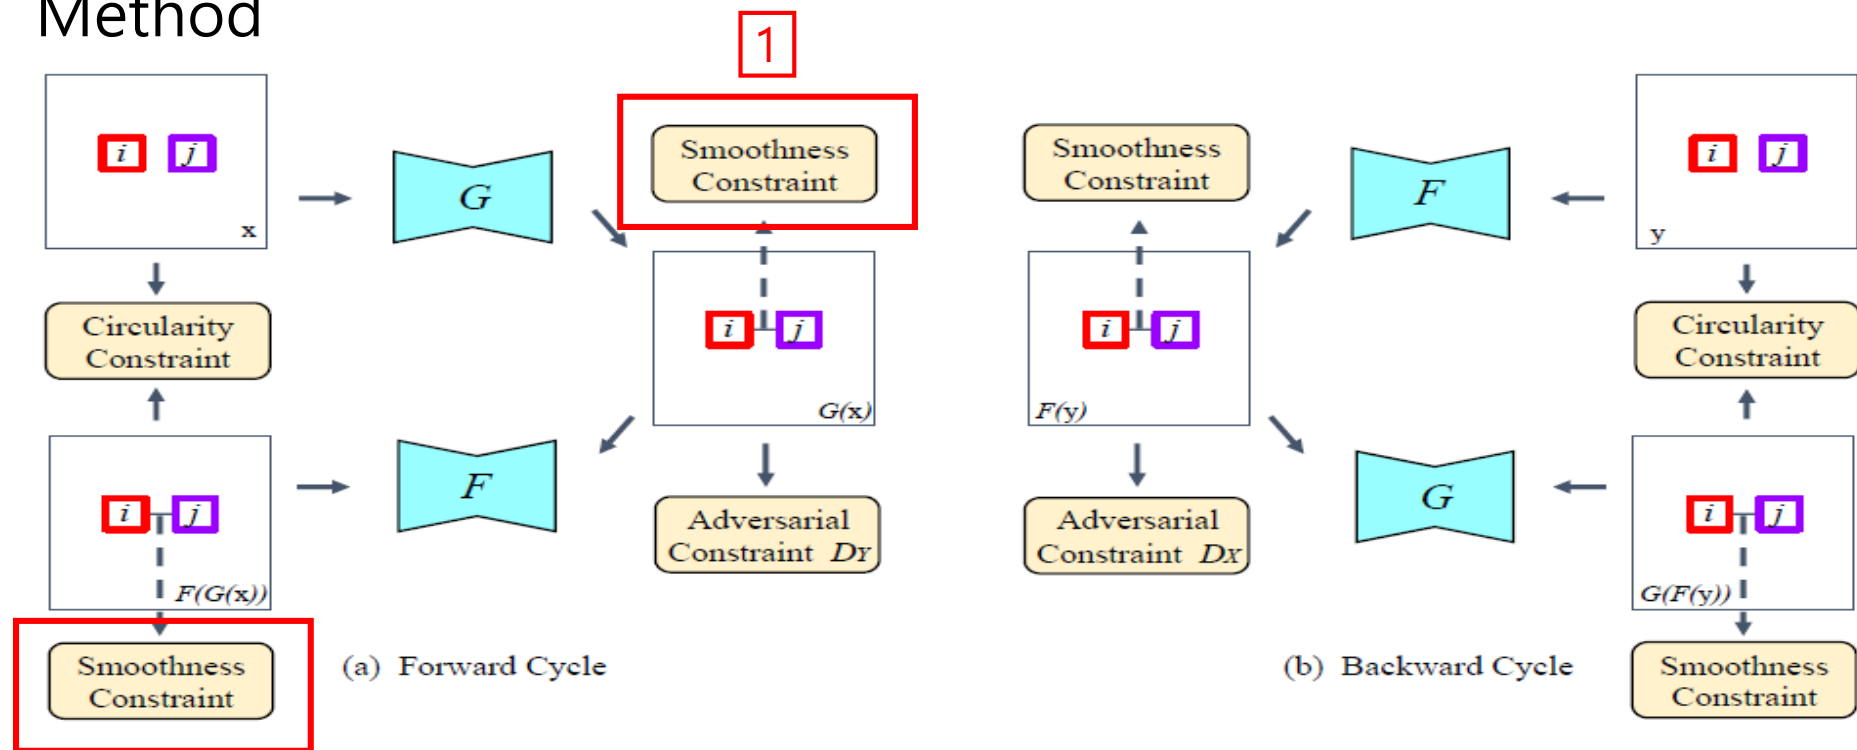 Method
1
i j
x
G
Smoothness
Constraint
Circularity
Constraint
i j
G(x)
i j
F(G(x))
F
Adversarial
Constraint DY
Smoothness
Constraint
(a) Forward Cycle
Smoothness
Constraint
F
i j
y
i j
F(y)
Circularity
Constraint
Adversarial
Constraint DX
G
i j
G(F(y))
(b) Backward Cycle
Smoothness
Constraint